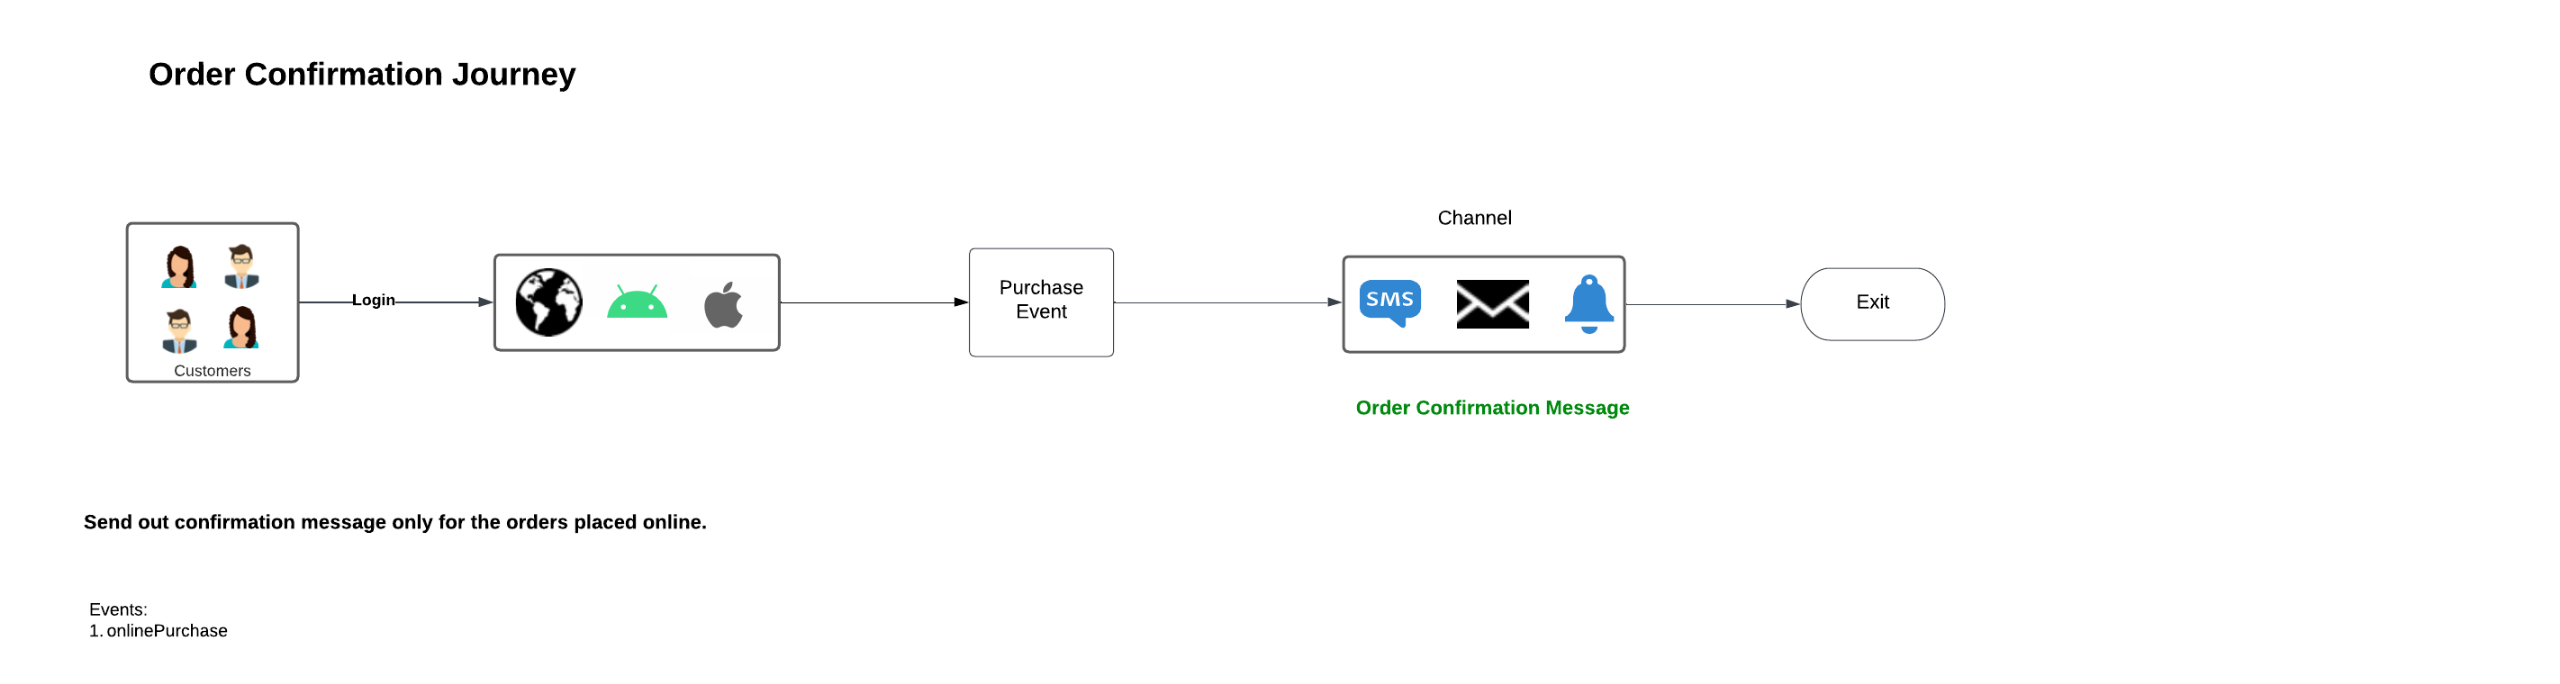 Order Confirmation Journey
Channel
Login
Purchase
Event
SMS
Exit
Customers
Order Confirmation Message
Send out confirmation message only for the orders placed online.
Events:
1. onlinePurchase